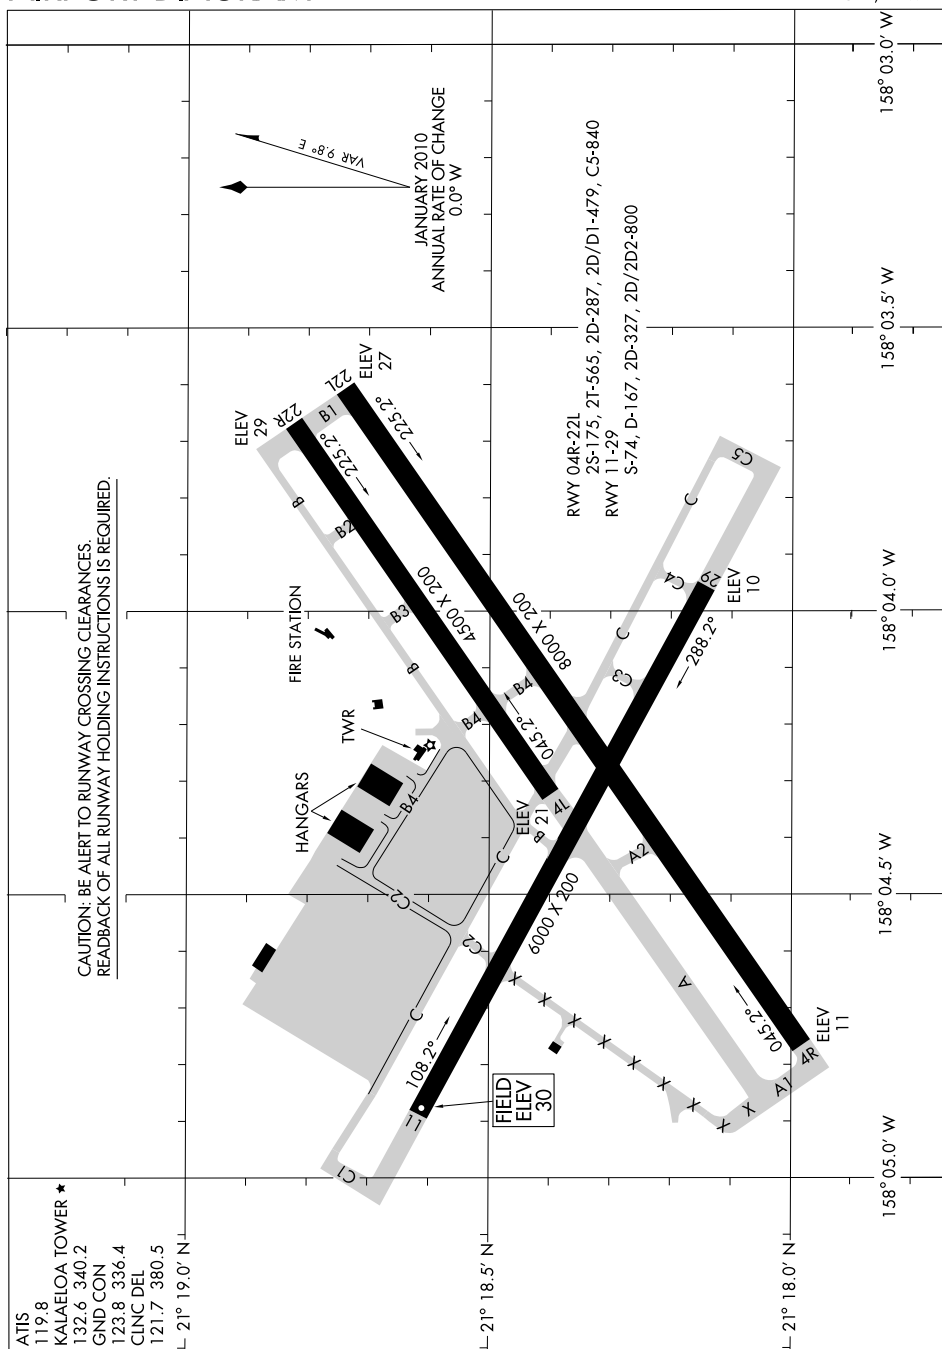 ATIS
119.8
KALAELOA TOWER ★
132.6 340.2
GND CON
123.8 336.4
CLNC DEL
121.7 380.5
CAUTION: BE ALERT TO RUNWAY CROSSING CLEARANCES.
READBACK OF ALL RUNWAY HOLDING INSTRUCTIONS IS REQUIRED.
VAR 9.8° E
JANUARY 2010
ANNUAL RATE OF CHANGE
0.0° W
21° 19.0' N
21° 18.5' N
21° 18.0' N
158° 05.0' W
158° 04.5' W
158° 04.0' W
158° 03.5' W
158° 03.0' W
HANGARS
TWR
FIRE STATION
ELEV
29
22R
B1
22L
ELEV
27
225.2°
225.2°
B
B2
B3
B
4500 X 200
8000 X 200
B4
B4
B4
045.2°
ELEV
21
4L
B
C
C2
C2
C
C1
11
108.2°
FIELD
ELEV
30
6000 X 200
A2
A
X
X
X
X
X
X
X
X
X
A1
045.2°
4R
ELEV
11
C3
C
C4
C
C5
29
ELEV
10
288.2°
RWY 04R-22L
2S-175, 2T-565, 2D-287, 2D/D1-479, C5-840
RWY 11-29
S-74, D-167, 2D-327, 2D/2D2-800